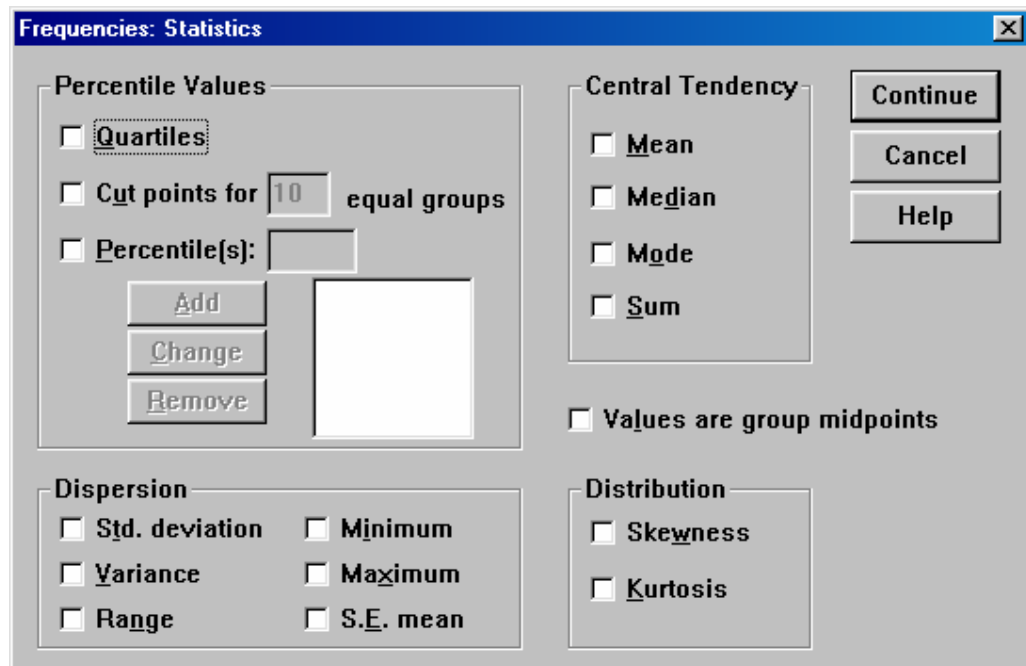 Frequencies: Statistics
Percentile Values
Quartiles
Cut points for 10 equal groups
Percentile(s):
Add
Change
Remove
Central Tendency
Mean
Median
Mode
Sum
Continue
Cancel
Help
Values are group midpoints
Dispersion
Std. deviation
Minimum
Variance
Maximum
Range
S.E. mean
Distribution
Skewness
Kurtosis